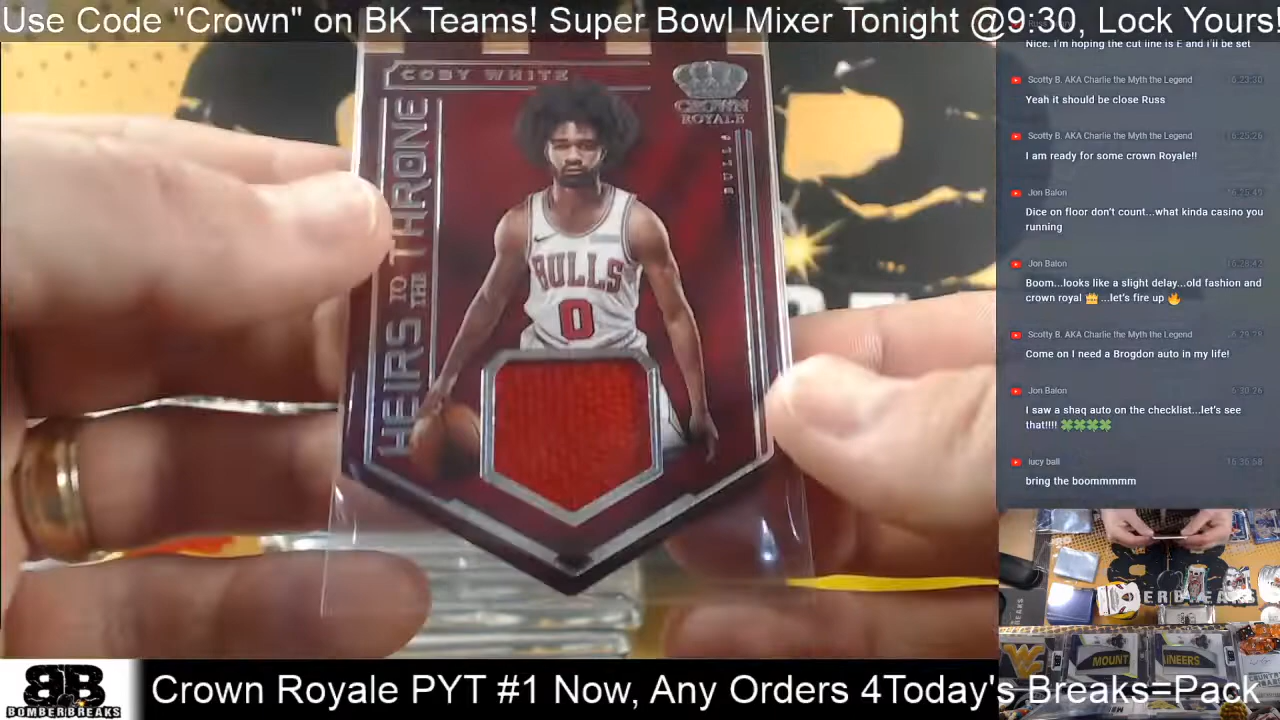 Use Code "Crown" on BK Teams! Super Bowl Mixer Tonight @9:30, Lock Yours!
Nice. I'm hoping the cut line is E and I'll be set
Scotty B. AKA Charlie the Myth the Legend
Yeah it should be close Russ
Scotty B. AKA Charlie the Myth the Legend
I am ready for some crown Royale!!
Jon Balon
Dice on floor don't count...what kinda casino you
running
Jon Balon
Boom...looks like a slight delay...old fashion and
crown royal 👑 ...let's fire up 🔥
Scotty B. AKA Charlie the Myth the Legend
Come on I need a Brogdon auto in my life!
Jon Balon
I saw a shaq auto on the checklist...let's see
that!!!! 🍀🍀🍀🍀
lucy ball
bring the boommmmm
COBY WHITE
CROWN
ROYALE
HEIRS TO THE THRONE
BULLS
0
BULLS
MOUNT
AINEERS
BB
BOMBERBREAKS
Crown Royale PYT #1 Now, Any Orders 4Today's Breaks=Pack